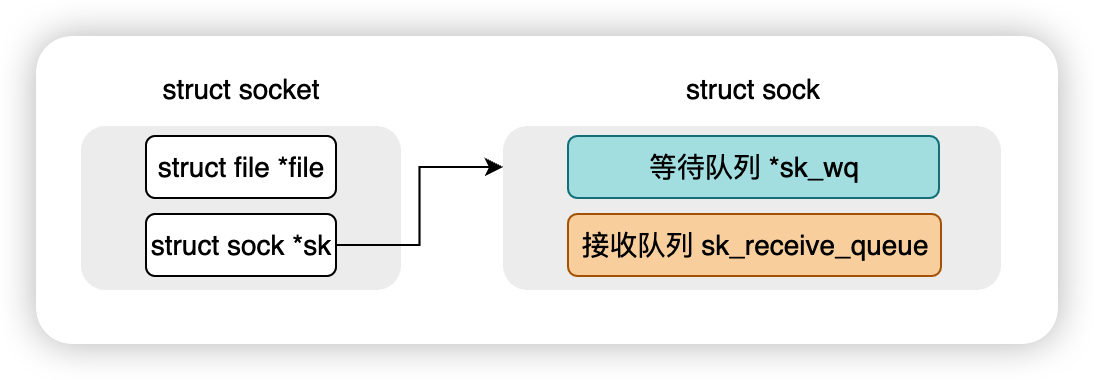 struct socket
struct sock
struct file *file
等待队列 *sk_wq
struct sock *sk
接收队列 sk_receive_queue